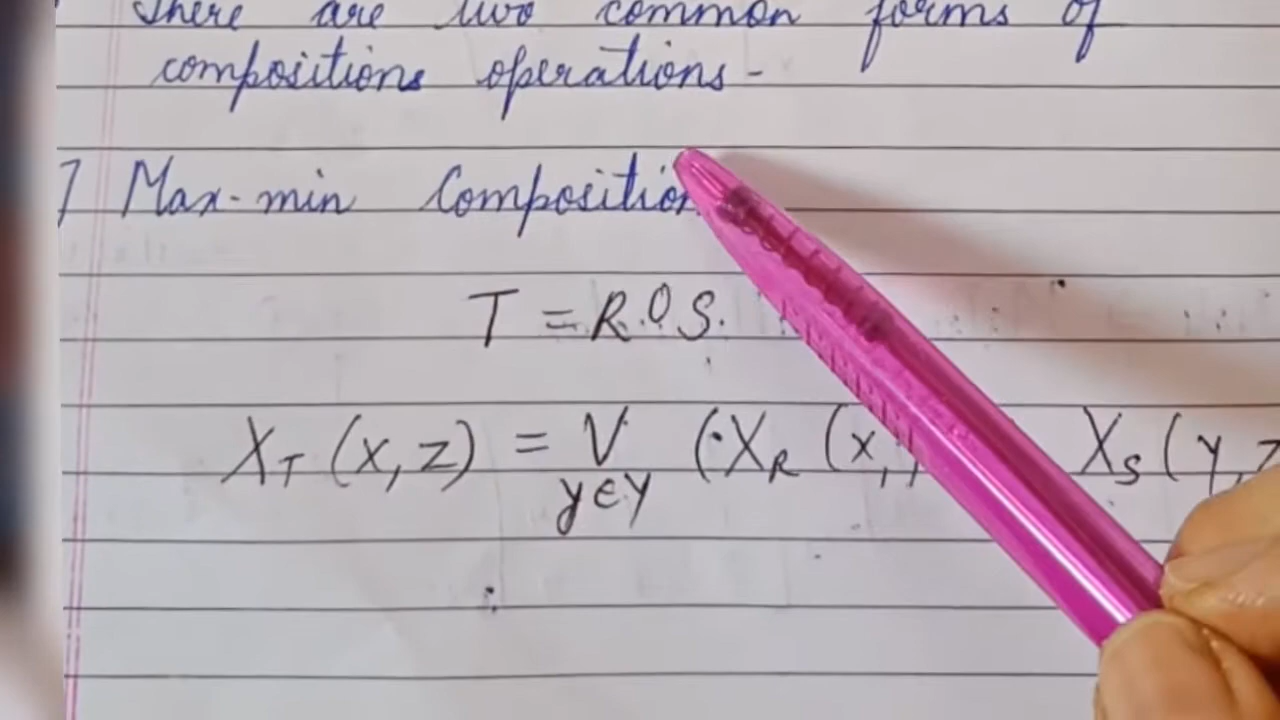 There are two common forms of
compositions operations -
] Max-min Composition
T = R O S.
X_T (x, z) = V (X_R (x, X_S (y, z
y∈Y